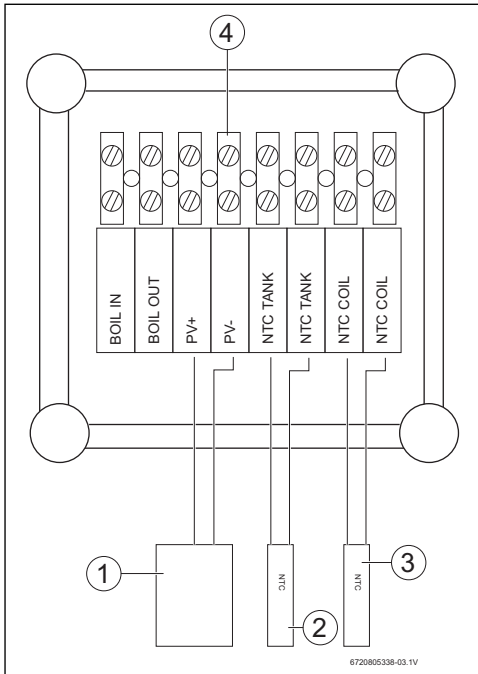 4
BOIL IN
BOIL OUT
PV+
PV-
NTC TANK
NTC TANK
NTC COIL
NTC COIL
1
NTC
2
NTC
3
6720805338-03.1V